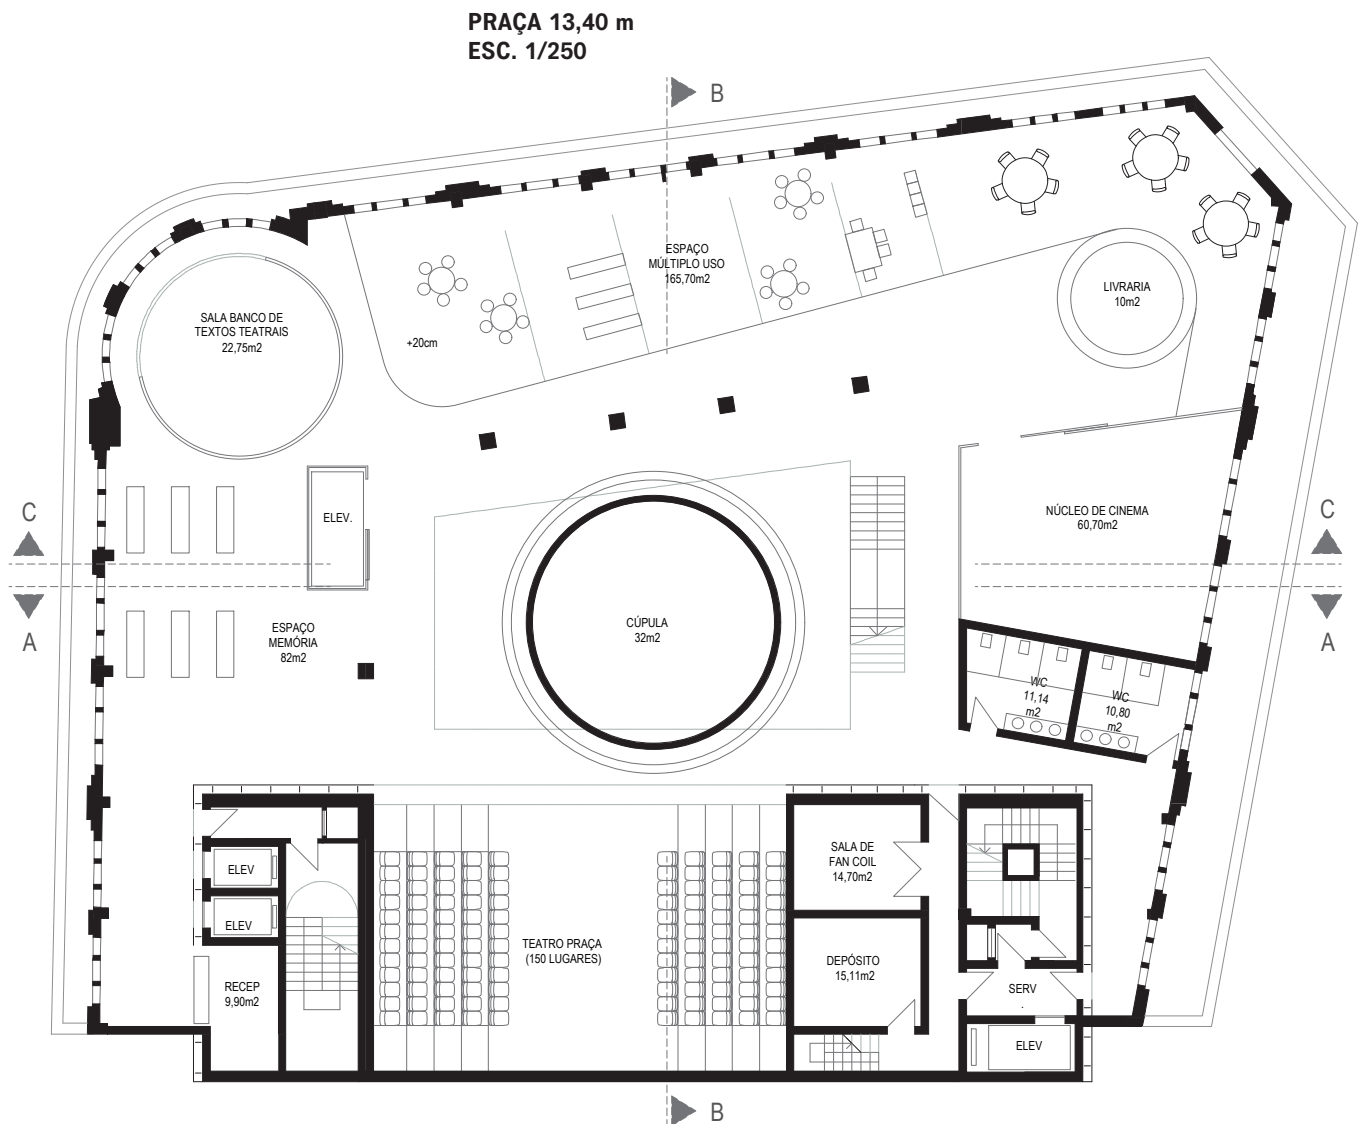 PRAÇA 13,40 m
ESC. 1/250
B
ESPAÇO
MÚLTIPLO USO
165,70m2
LIVRARIA
10m2
SALA BANCO DE
TEXTOS TEATRAIS
22,75m2
+20cm
C
ELEV.
NÚCLEO DE CINEMA
60,70m2
C
A
ESPAÇO
MEMÓRIA
82m2
CÚPULA
32m2
A
WC
11,14
m2
WC
10,80
m2
ELEV
ELEV
RECEP
9,90m2
TEATRO PRAÇA
(150 LUGARES)
SALA DE
FAN COIL
14,70m2
DEPÓSITO
15,11m2
SERV
.
ELEV
B